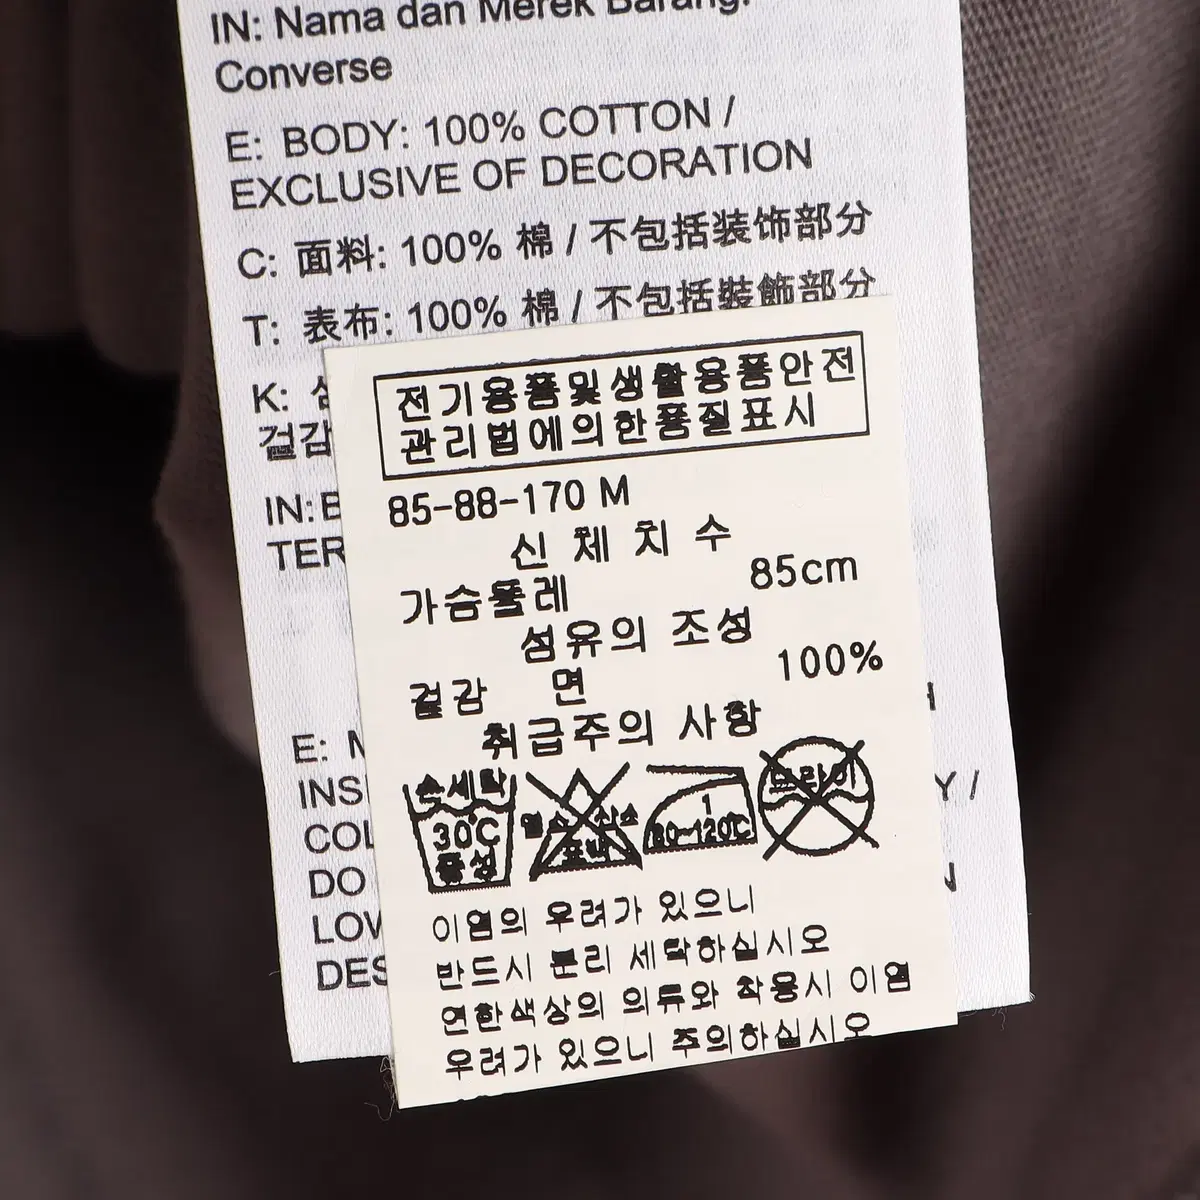 IN: Nama dan Merek Barang:
Converse
E: BODY: 100% COTTON /
EXCLUSIVE OF DECORATION
C: 面料: 100% 棉 / 不包括装饰部分
T: 表布: 100% 棉 / 不包括裝飾部分
K:
겉감
IN:
TER
전기용품및생활용품안전
관리법에의한품질표시
85-88-170 M
신체치수
가슴둘레 85cm
섬유의 조성
겉감 면 100%
취급주의 사항
손세탁
30℃
중성
염소 산소
표백
1
80~120℃
드라이
이염의 우려가 있으니
반드시 분리 세탁하십시오
연한색상의 의류와 착용시 이염
우려가 있으니 주의하십시오
E:
INS
COL
DO
LOW
DES
Y /